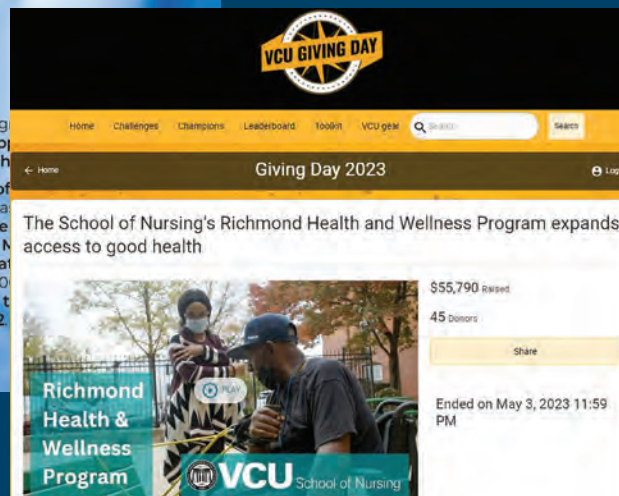 VCU GIVING DAY
Home Challenges Champions Leaderboard Toolkit VCU gear Search Search
← Home Giving Day 2023 Log
The School of Nursing's Richmond Health and Wellness Program expands
access to good health
$55,790 Raised
45 Donors
Share
PLAY
Ended on May 3, 2023 11:59
PM
Richmond
Health &
Wellness
Program
VCU School of Nursing